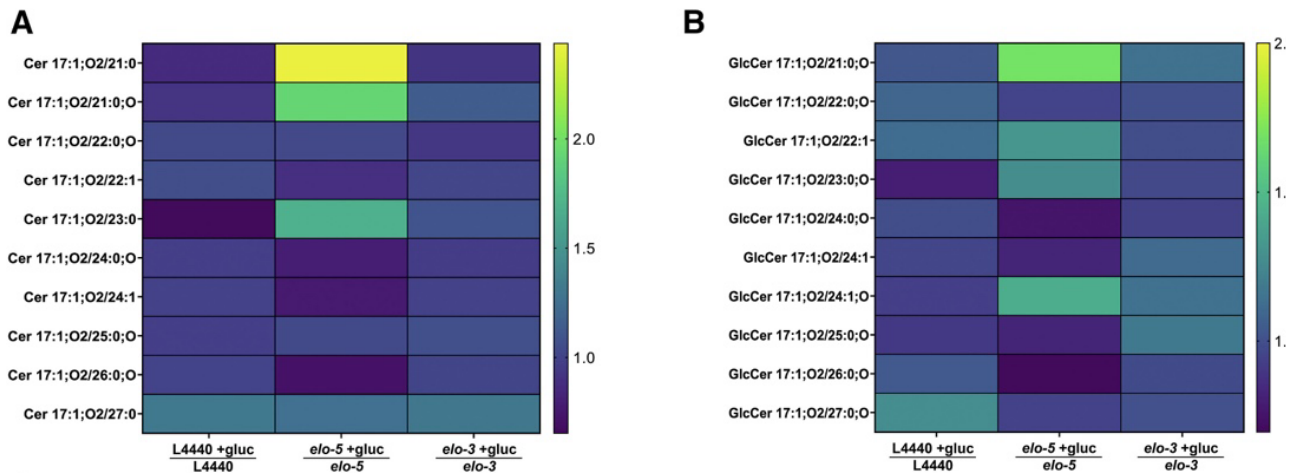 A
Cer 17:1;O2/21:0
Cer 17:1;O2/21:0;O
Cer 17:1;O2/22:0;O
Cer 17:1;O2/22:1
Cer 17:1;O2/23:0
Cer 17:1;O2/24:0;O
Cer 17:1;O2/24:1
Cer 17:1;O2/25:0;O
Cer 17:1;O2/26:0;O
Cer 17:1;O2/27:0
L4440 +gluc
L4440
elo-5 +gluc
elo-5
elo-3 +gluc
elo-3
2.0
1.5
1.0
B
GlcCer 17:1;O2/21:0;O
GlcCer 17:1;O2/22:0;O
GlcCer 17:1;O2/22:1
GlcCer 17:1;O2/23:0;O
GlcCer 17:1;O2/24:0;O
GlcCer 17:1;O2/24:1
GlcCer 17:1;O2/24:1;O
GlcCer 17:1;O2/25:0;O
GlcCer 17:1;O2/26:0;O
GlcCer 17:1;O2/27:0;O
L4440 +gluc
L4440
elo-5 +gluc
elo-5
elo-3 +gluc
elo-3
2.
1.
1.